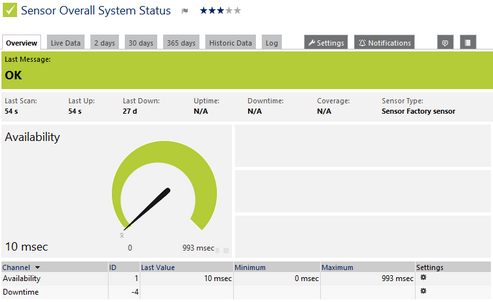 Sensor Overall System Status
Overview Live Data 2 days 30 days 365 days Historic Data Log Settings Notifications
Last Message:
OK
Last Scan: Last Up: Last Down: Uptime: Downtime: Coverage: Sensor Type:
54 s 54 s 27 d N/A N/A N/A Sensor Factory sensor
Availability
10 msec 0 993 msec
Channel ID Last Value Minimum Maximum Settings
Availability 1 10 msec 0 msec 993 msec
Downtime -4